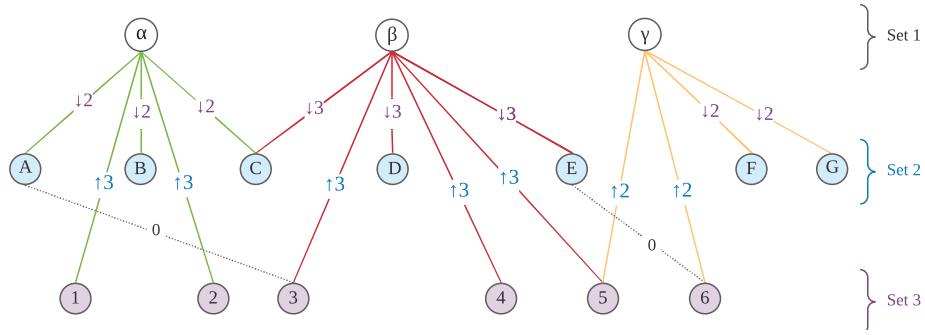 α β γ Set 1
↓2 ↓2 ↓2 ↓3 ↓3 ↓3 ↓2 ↓2
A B C D E F G Set 2
↑3 ↑3 ↑3 ↑3 ↑3 ↑2 ↑2
0 0
1 2 3 4 5 6 Set 3